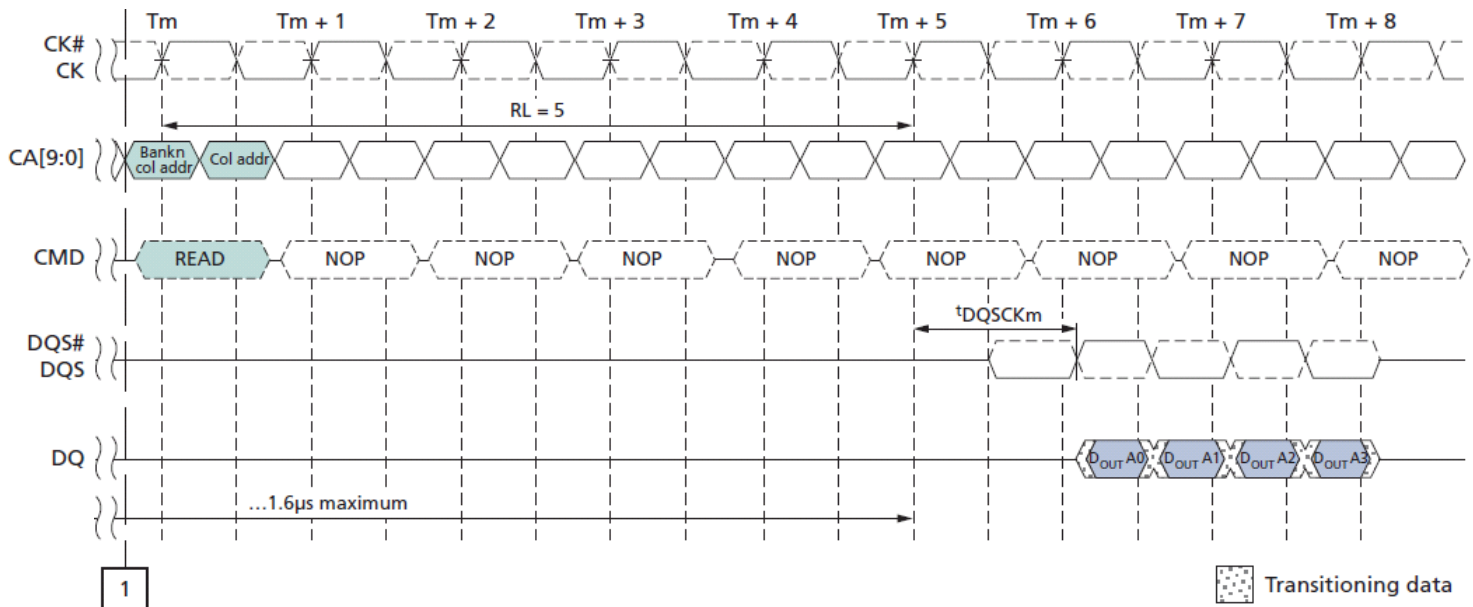 Tm Tm + 1 Tm + 2 Tm + 3 Tm + 4 Tm + 5 Tm + 6 Tm + 7 Tm + 8
CK#
CK
RL = 5
CA[9:0] Bankn col addr Col addr
CMD READ NOP NOP NOP NOP NOP NOP NOP NOP
tDQSCKm
DQS#
DQS
DQ DOUT A0 DOUT A1 DOUT A2 DOUT A3
...1.6µs maximum
1
Transitioning data